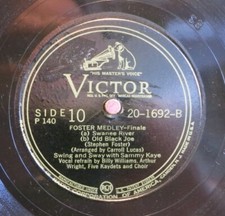 "HIS MASTER'S VOICE"
VICTOR
SIDE 10 20-1692-B
P 140
FOSTER MEDLEY-Finale
(a) Swanee River
(b) Old Black Joe
(Stephen Foster)
(Arranged by Carroll Lucas)
Swing and Sway with Sammy Kaye
Vocal refrain by Billy Williams, Arthur
Wright, Five Kaydets and Choir
RCA